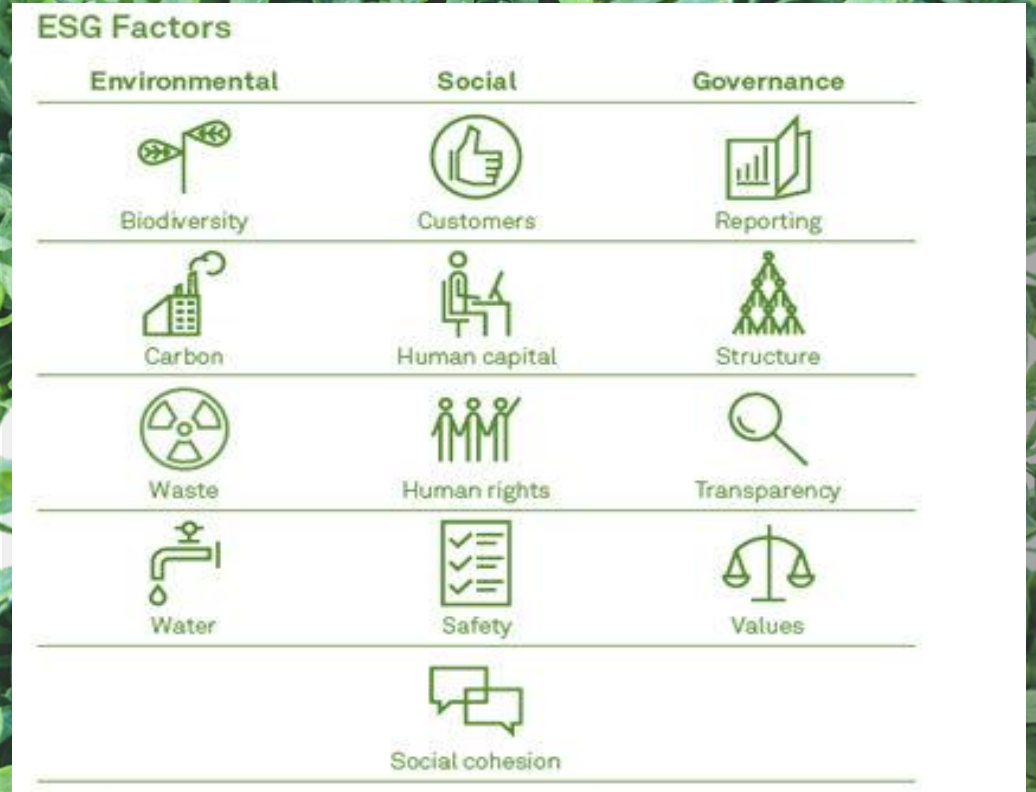 ESG Factors
Environmental Social Governance
Biodiversity Customers Reporting
Carbon Human capital Structure
Waste Human rights Transparency
Water Safety Values
Social cohesion